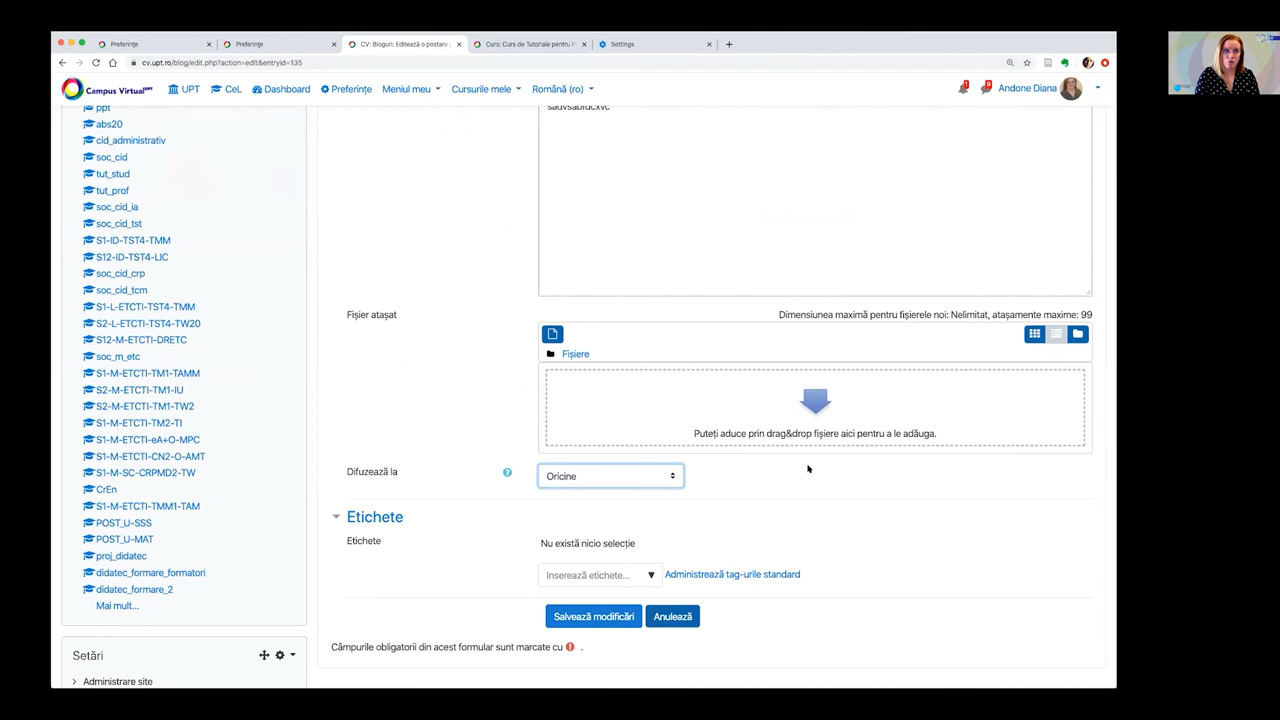 Preferințe
Preferințe
CV: Bloguri: Editează o postare
Curs: Curs de Tutoriale pentru
Settings
cv.upt.ro/blog/edit.php?action=edit&entryid=135
Campus Virtual UPT
UPT
CeL
Dashboard
Preferințe
Meniul meu
Cursurile mele
Română (ro)
Andone Diana
ppt
abs20
cid_administrativ
soc_cid
tut_stud
tut_prof
soc_cid_ia
soc_cid_tst
S1-ID-TST4-TMM
S12-ID-TST4-LIC
soc_cid_crp
soc_cid_tcm
S1-L-ETCTI-TST4-TMM
S2-L-ETCTI-TST4-TW20
S12-M-ETCTI-DRETC
soc_m_etc
S1-M-ETCTI-TM1-TAMM
S2-M-ETCTI-TM1-IU
S2-M-ETCTI-TM1-TW2
S1-M-ETCTI-TM2-TI
S1-M-ETCTI-eA+O-MPC
S1-M-ETCTI-CN2-O-AMT
S1-M-SC-CRPMD2-TW
CrEn
S1-M-ETCTI-TMM1-TAM
POST_U-SSS
POST_U-MAT
proj_didatec
didatec_formare_formatori
didatec_formare_2
Mai mult...
Setări
Administrare site
sadvsabfdcxvc
Fișier atașat
Dimensiunea maximă pentru fișierele noi: Nelimitat, atașamente maxime: 99
Fișiere
Puteți aduce prin drag&drop fișiere aici pentru a le adăuga.
Difuzează la
Oricine
Etichete
Etichete
Nu există nicio selecție
Inserează etichete...
Administrează tag-urile standard
Salvează modificări
Anulează
Câmpurile obligatorii din acest formular sunt marcate cu .